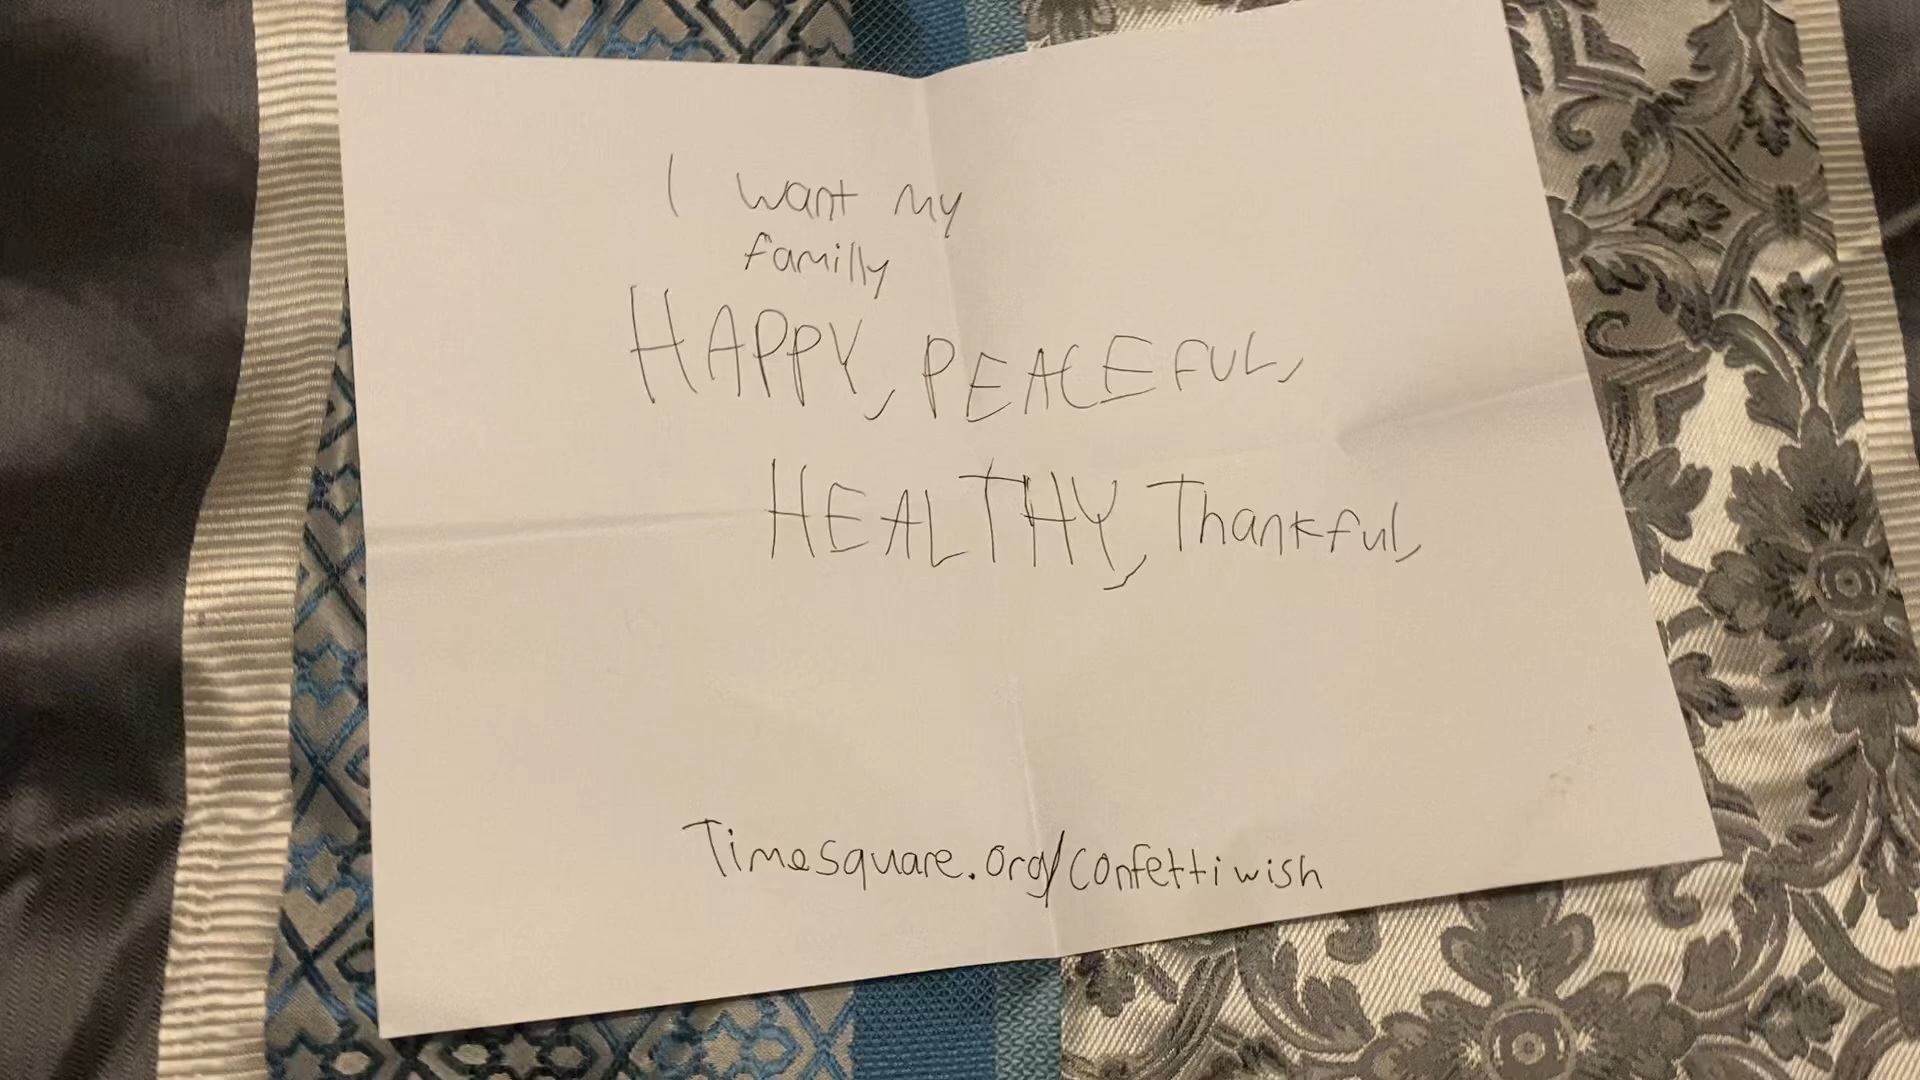 I want my
familly
HAPPY, PEACEFUL,
HEALTHY, Thankful,
Timesquare.org/confettiwish